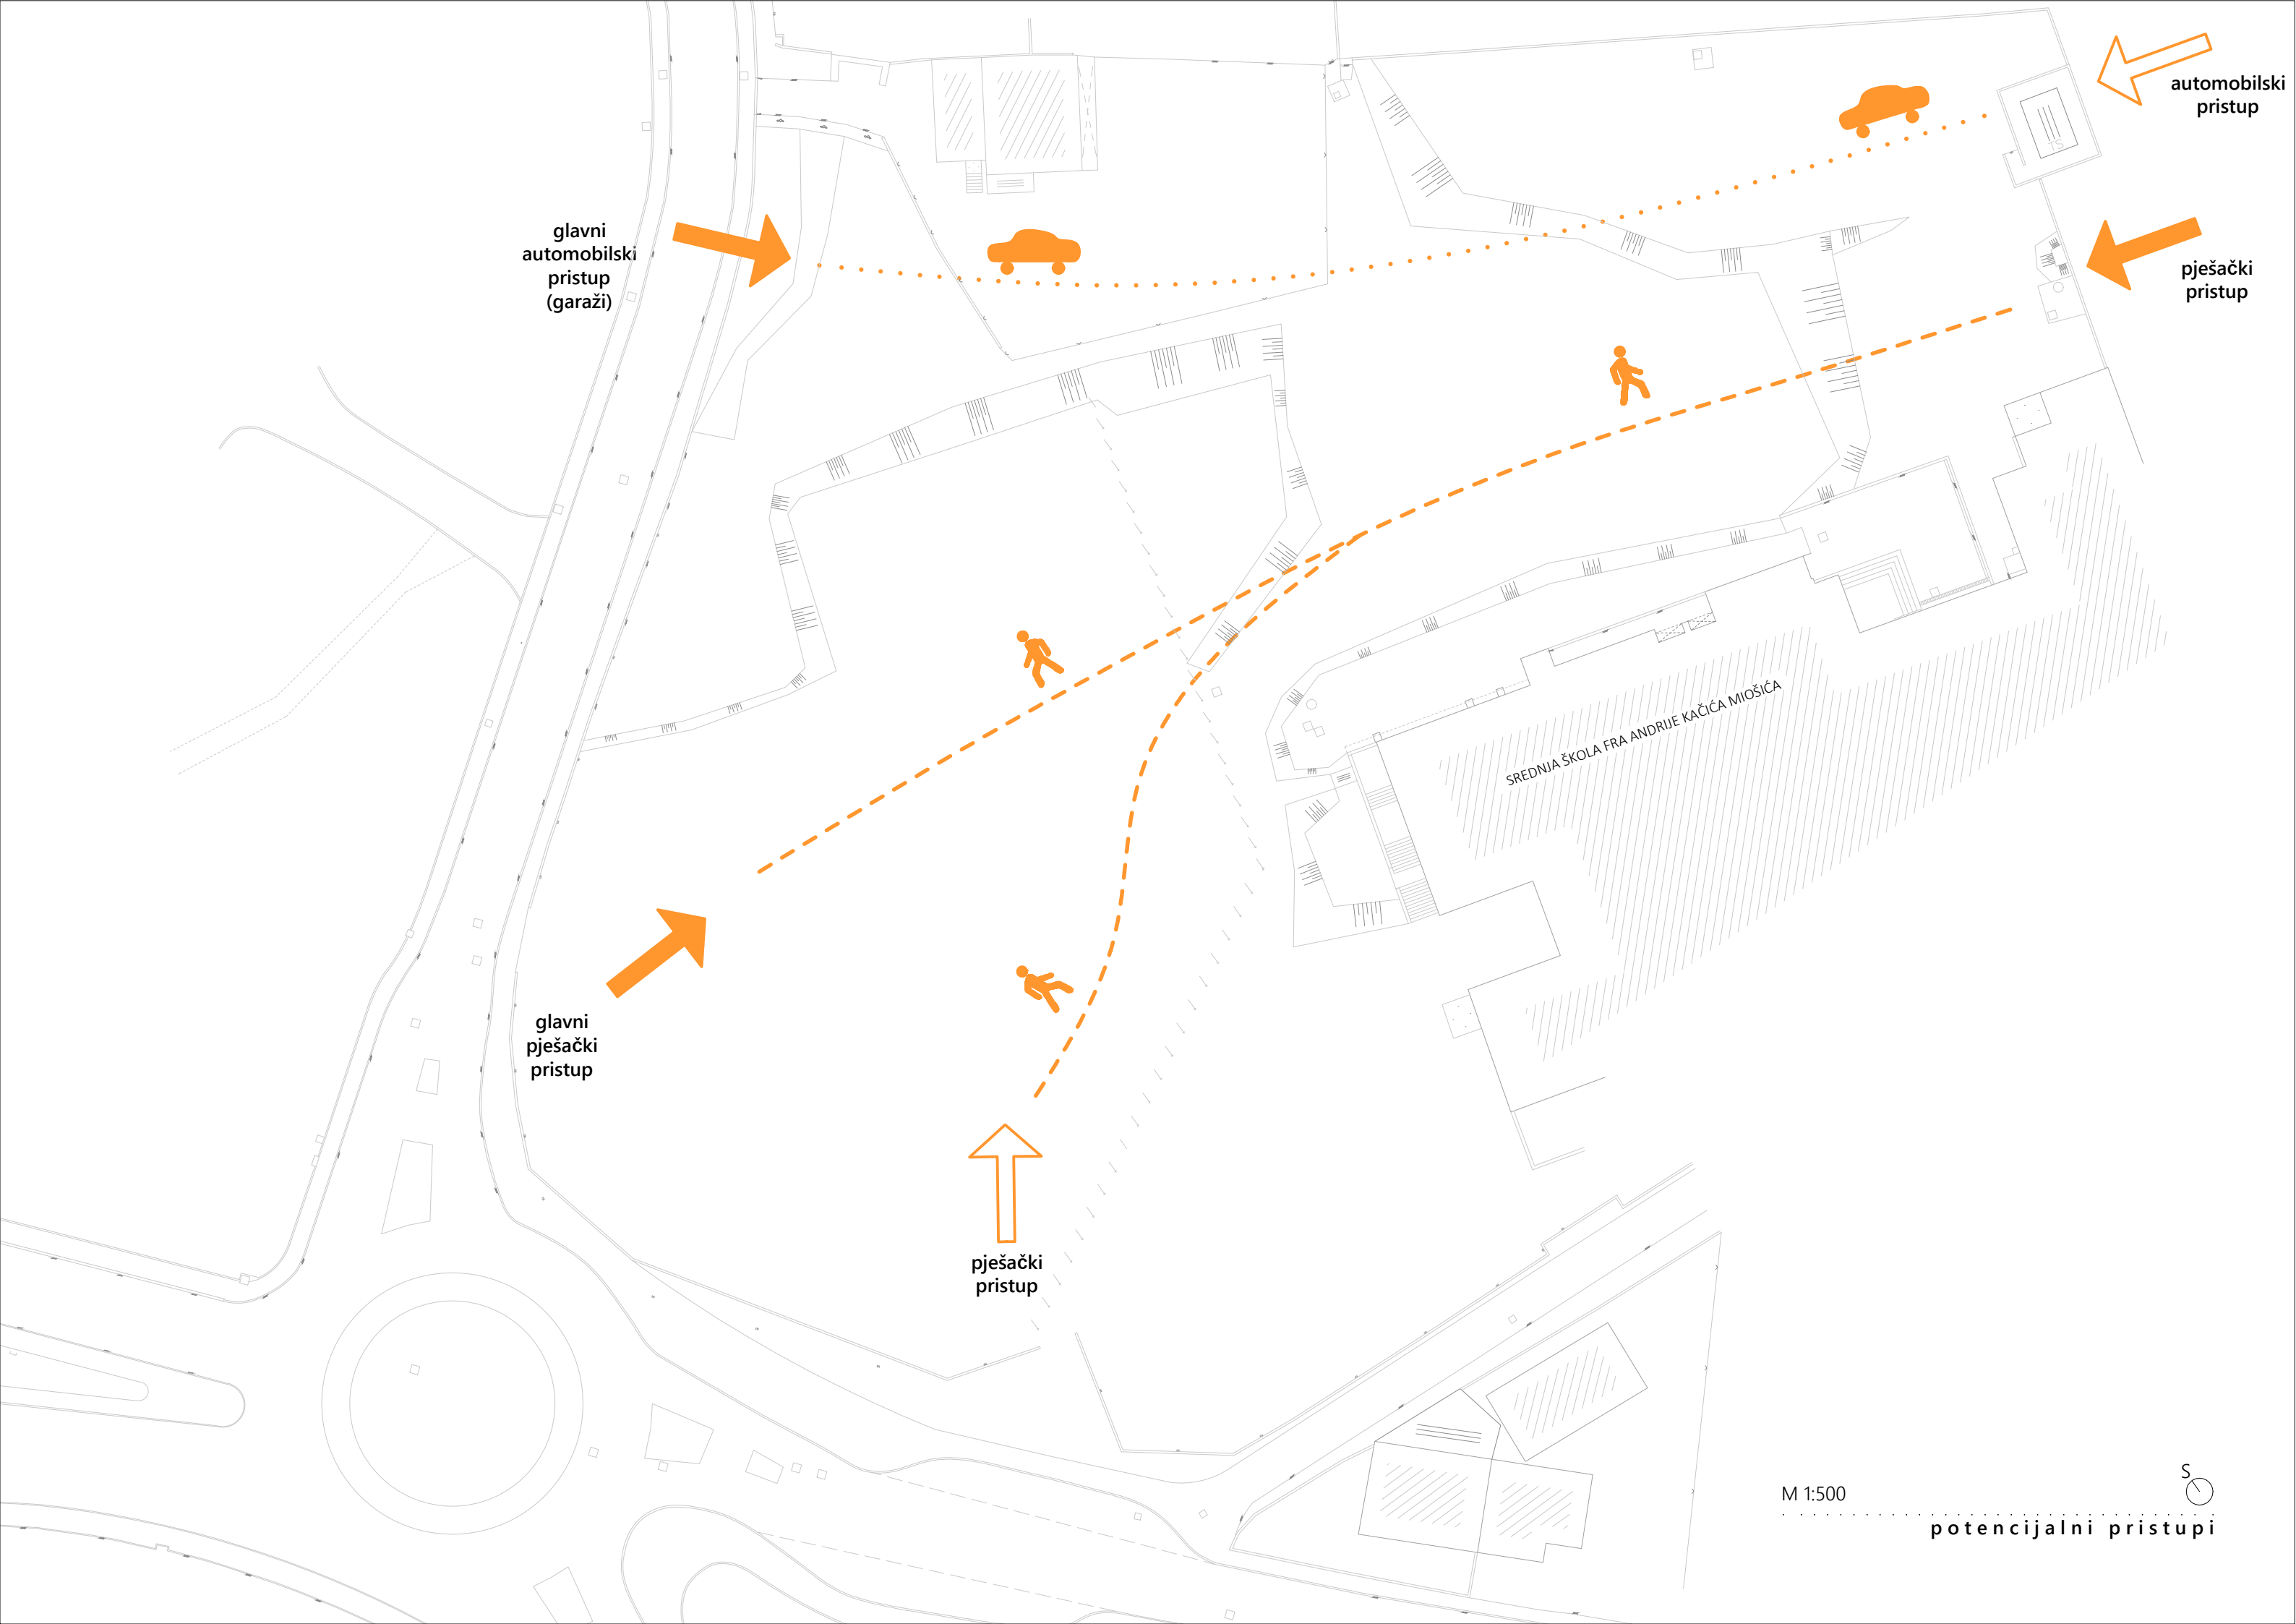 automobilski
pristup
TS
glavni
automobilski
pristup
(garaži)
pješački
pristup
SREDNJA ŠKOLA FRA ANDRIJE KAČIĆA MIOŠIĆA
glavni
pješački
pristup
pješački
pristup
S
M 1:500
potencijalni pristupi